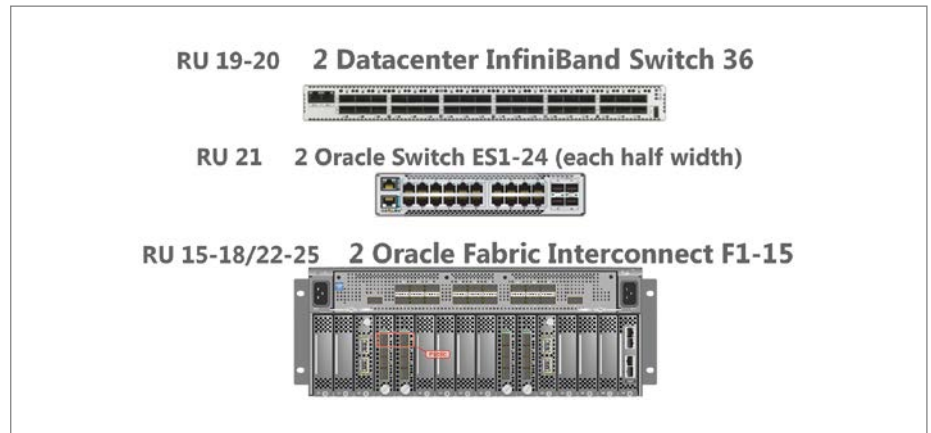 RU 19-20 2 Datacenter InfiniBand Switch 36
RU 21 2 Oracle Switch ES1-24 (each half width)
RU 15-18/22-25 2 Oracle Fabric Interconnect F1-15